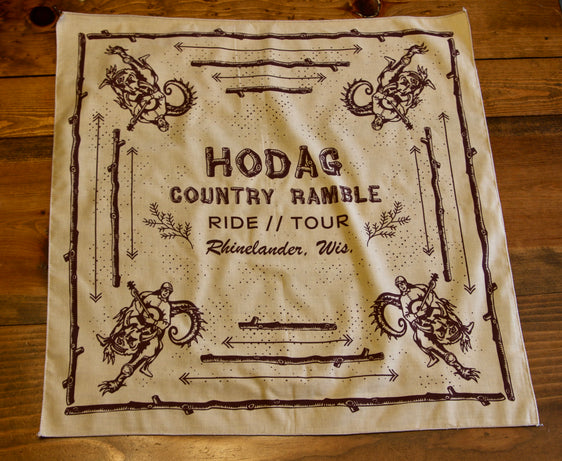 HODAG
COUNTRY RAMBLE
RIDE // TOUR
Rhinelander, Wis.